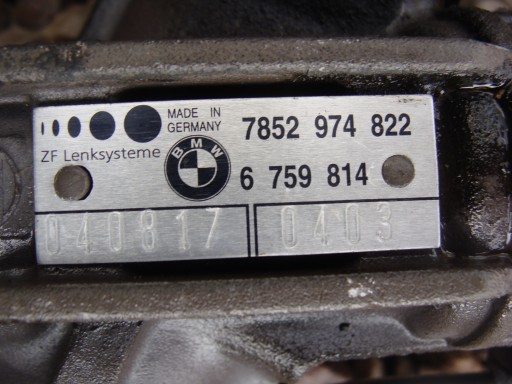 MADE IN
GERMANY
7852 974 822
ZF Lenksysteme
BMW
6 759 814
040817
0403